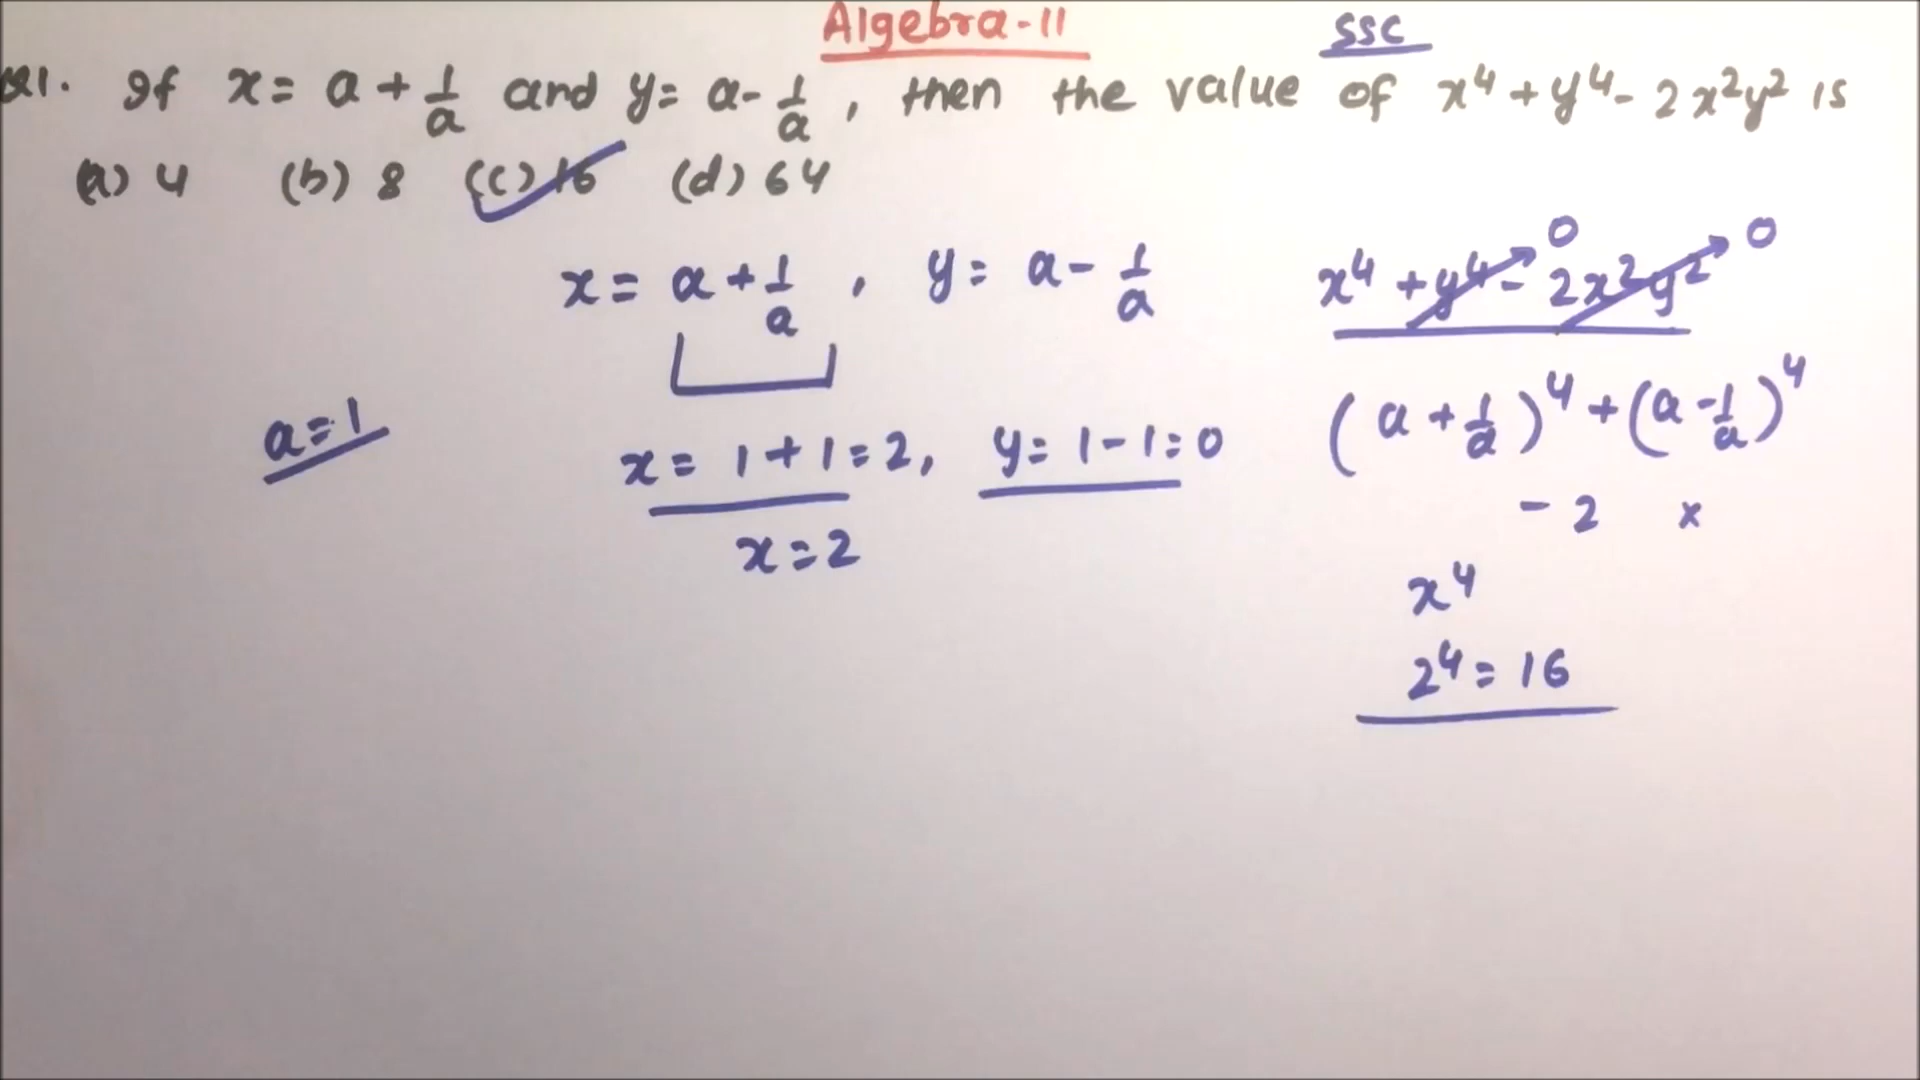 Algebra-11
SSC
Q1. If x = a + 1/a and y = a - 1/a, then the value of x⁴ + y⁴ - 2x²y² is
(a) 4 (b) 8 (c) 16 (d) 64
x = a + 1/a , y = a - 1/a
x⁴ + y⁴ - 2x²y²
0 0
(a + 1/a)⁴ + (a - 1/a)⁴
a = 1
x = 1 + 1 = 2, y = 1 - 1 = 0
- 2 x
x = 2
x⁴
2⁴ = 16